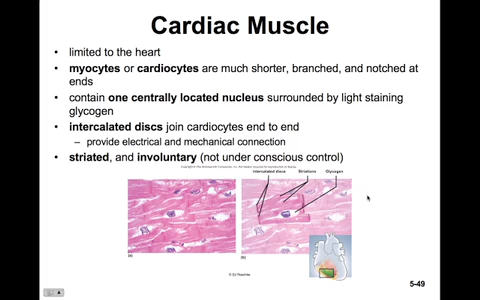 Cardiac Muscle
• limited to the heart
• myocytes or cardiocytes are much shorter, branched, and notched at
ends
• contain one centrally located nucleus surrounded by light staining
glycogen
• intercalated discs join cardiocytes end to end
– provide electrical and mechanical connection
• striated, and involuntary (not under conscious control)
Intercalated discs Striations Glycogen
(a)
(b)
© Ed Reschke
5-49